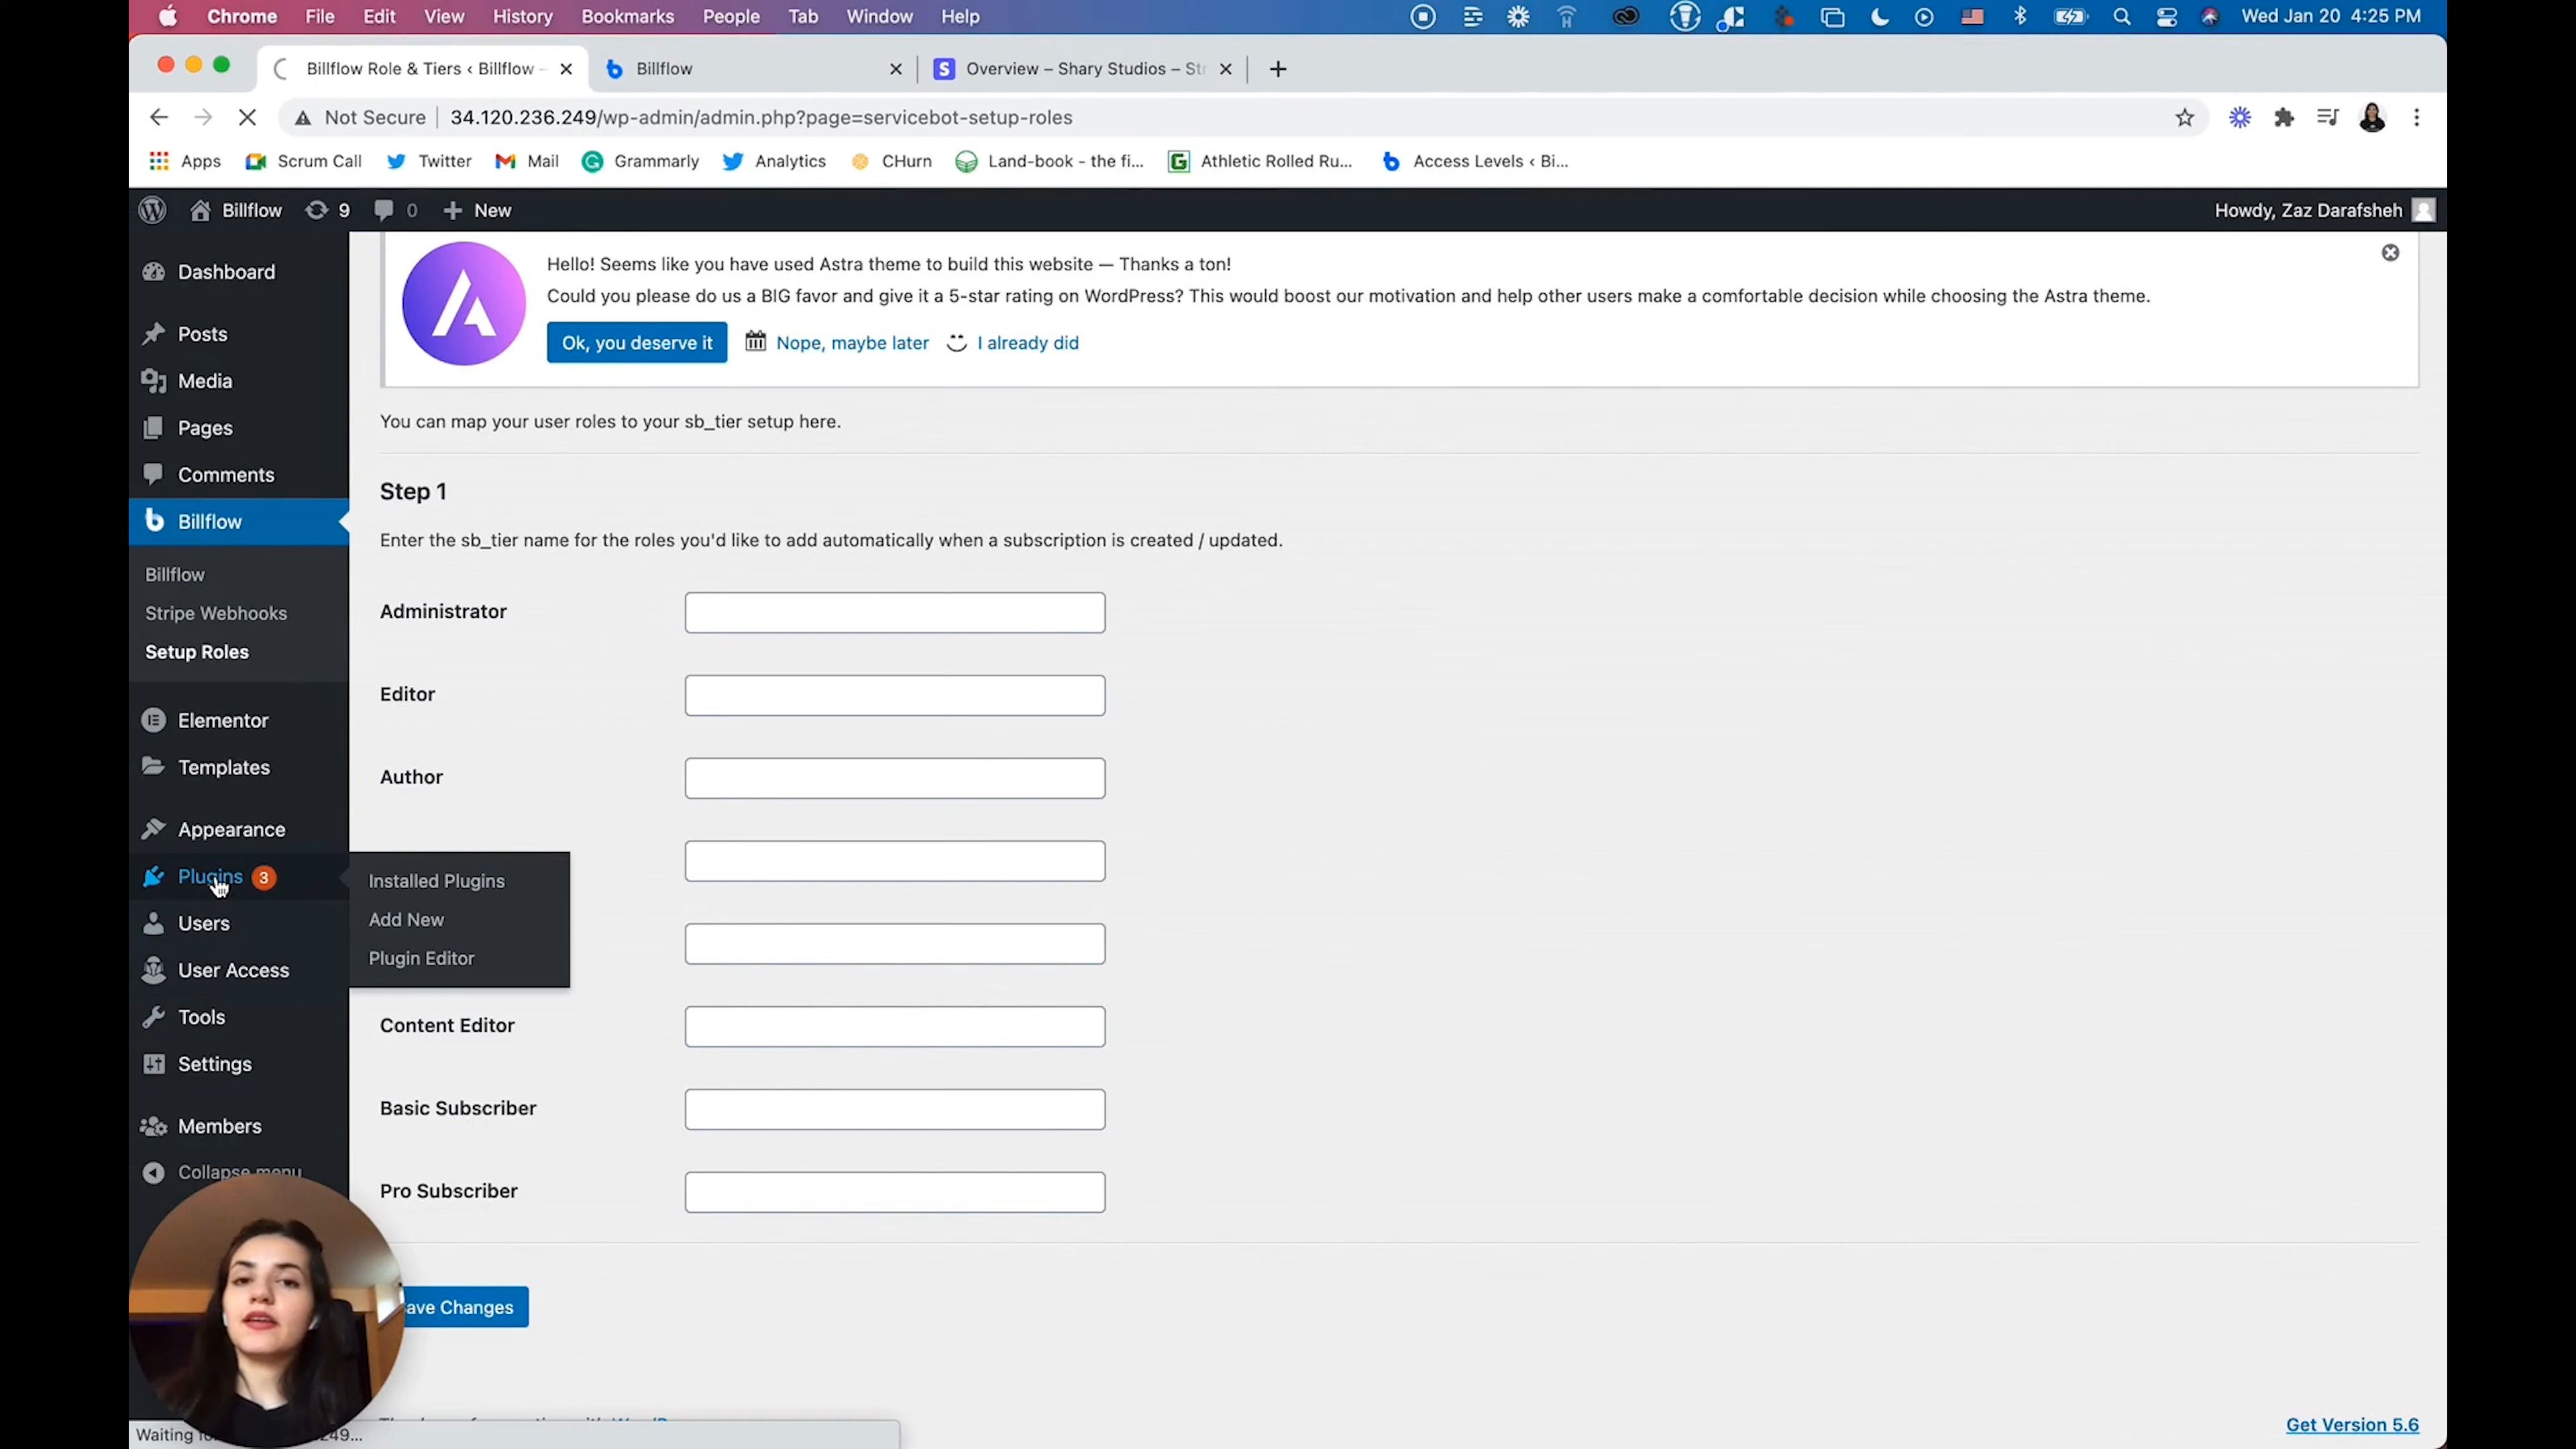 Chrome File Edit View History Bookmarks People Tab Window Help Wed Jan 20 4:25 PM
Billflow Role & Tiers ‹ Billflow – Billflow Overview – Shary Studios – St
Not Secure 34.120.236.249/wp-admin/admin.php?page=servicebot-setup-roles
Apps Scrum Call Twitter Mail Grammarly Analytics CHurn Land-book - the fi... Athletic Rolled Ru... Access Levels ‹ Bi...
Billflow 9 0 + New Howdy, Zaz Darafsheh
Dashboard
Posts
Media
Pages
Comments
Billflow
Billflow
Stripe Webhooks
Setup Roles
Elementor
Templates
Appearance
Plugins 3
Users
User Access
Tools
Settings
Members
Collapse menu
Installed Plugins
Add New
Plugin Editor
Hello! Seems like you have used Astra theme to build this website — Thanks a ton!
Could you please do us a BIG favor and give it a 5-star rating on WordPress? This would boost our motivation and help other users make a comfortable decision while choosing the Astra theme.
Ok, you deserve it Nope, maybe later I already did
You can map your user roles to your sb_tier setup here.
Step 1
Enter the sb_tier name for the roles you'd like to add automatically when a subscription is created / updated.
Administrator
Editor
Author
Content Editor
Basic Subscriber
Pro Subscriber
ave Changes
Get Version 5.6
Waiting 249...